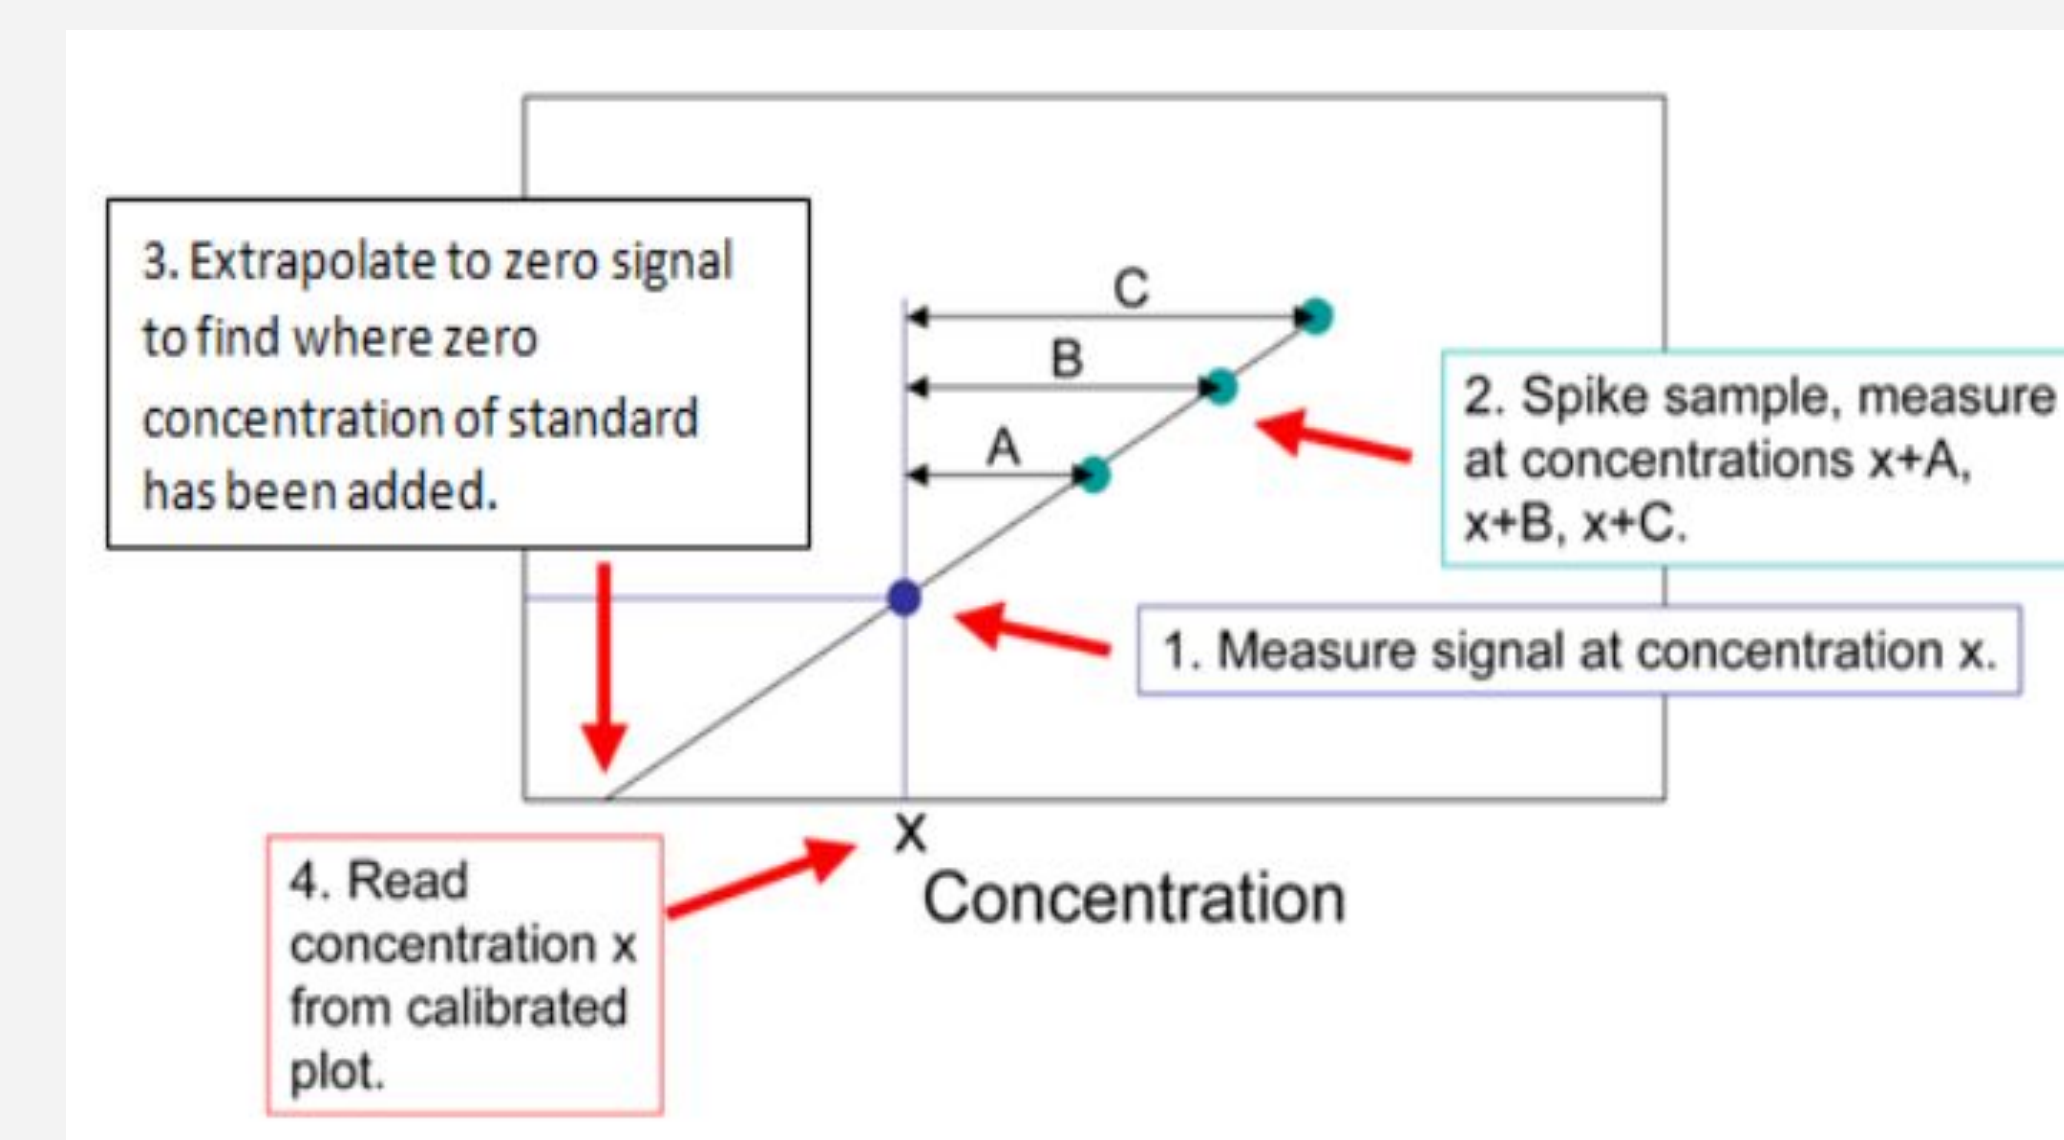 3. Extrapolate to zero signal
to find where zero
concentration of standard
has been added.
C
B
A
2. Spike sample, measure
at concentrations x+A,
x+B, x+C.
1. Measure signal at concentration x.
x
Concentration
4. Read
concentration x
from calibrated
plot.